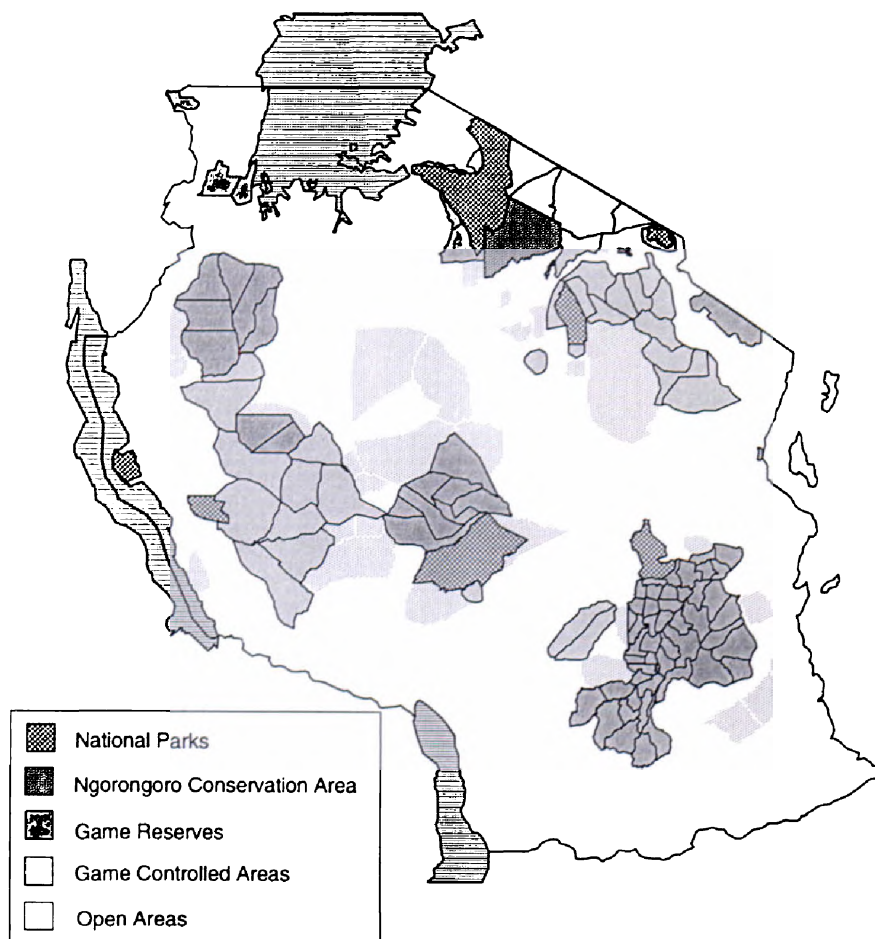 National Parks
Ngorongoro Conservation Area
Game Reserves
Game Controlled Areas
Open Areas